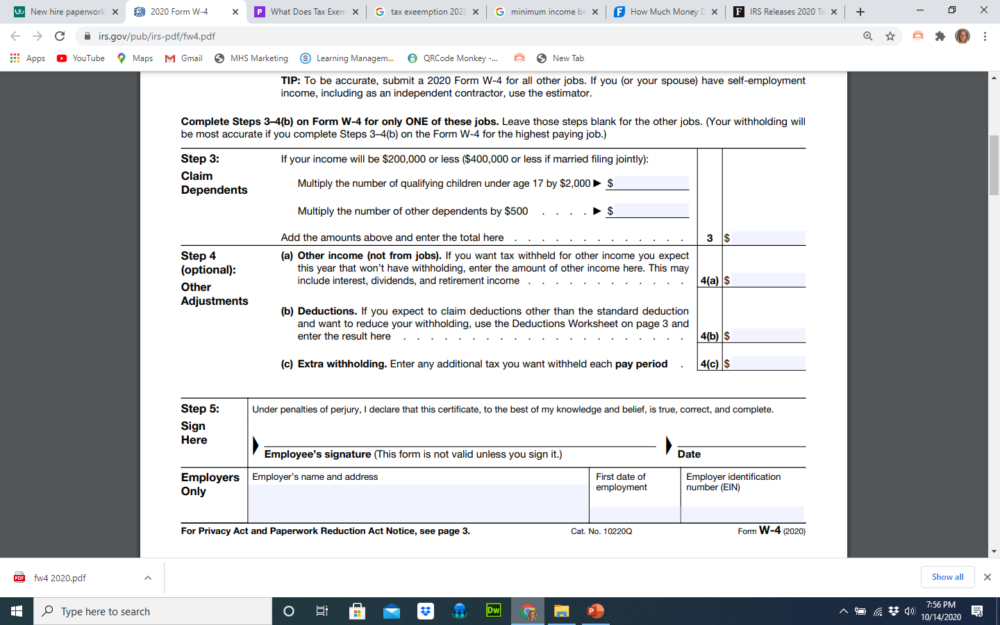 New hire paperwork
2020 Form W-4
What Does Tax Exem
tax exeemption 202
minimum income be
How Much Money D
IRS Releases 2020 Ta
irs.gov/pub/irs-pdf/fw4.pdf
Apps
YouTube
Maps
Gmail
MHS Marketing
Learning Managem...
QRCode Monkey -...
New Tab
TIP: To be accurate, submit a 2020 Form W-4 for all other jobs. If you (or your spouse) have self-employment
income, including as an independent contractor, use the estimator.
Complete Steps 3–4(b) on Form W-4 for only ONE of these jobs. Leave those steps blank for the other jobs. (Your withholding will
be most accurate if you complete Steps 3–4(b) on the Form W-4 for the highest paying job.)
Step 3:
Claim
Dependents
If your income will be $200,000 or less ($400,000 or less if married filing jointly):
Multiply the number of qualifying children under age 17 by $2,000 ▶ $
Multiply the number of other dependents by $500 . . . . ▶ $
Add the amounts above and enter the total here . . . . . . . . . . . . . 3 $
Step 4
(optional):
Other
Adjustments
(a) Other income (not from jobs). If you want tax withheld for other income you expect
this year that won't have withholding, enter the amount of other income here. This may
include interest, dividends, and retirement income . . . . . . . . . . . . 4(a) $
(b) Deductions. If you expect to claim deductions other than the standard deduction
and want to reduce your withholding, use the Deductions Worksheet on page 3 and
enter the result here . . . . . . . . . . . . . . . . . . . . . 4(b) $
(c) Extra withholding. Enter any additional tax you want withheld each pay period . 4(c) $
Step 5:
Sign
Here
Under penalties of perjury, I declare that this certificate, to the best of my knowledge and belief, is true, correct, and complete.
Employee's signature (This form is not valid unless you sign it.)
Date
Employers
Only
Employer's name and address
First date of
employment
Employer identification
number (EIN)
For Privacy Act and Paperwork Reduction Act Notice, see page 3.
Cat. No. 10220Q
Form W-4 (2020)
PDF
fw4 2020.pdf
Show all
Type here to search
Dw
P
7:56 PM
10/14/2020